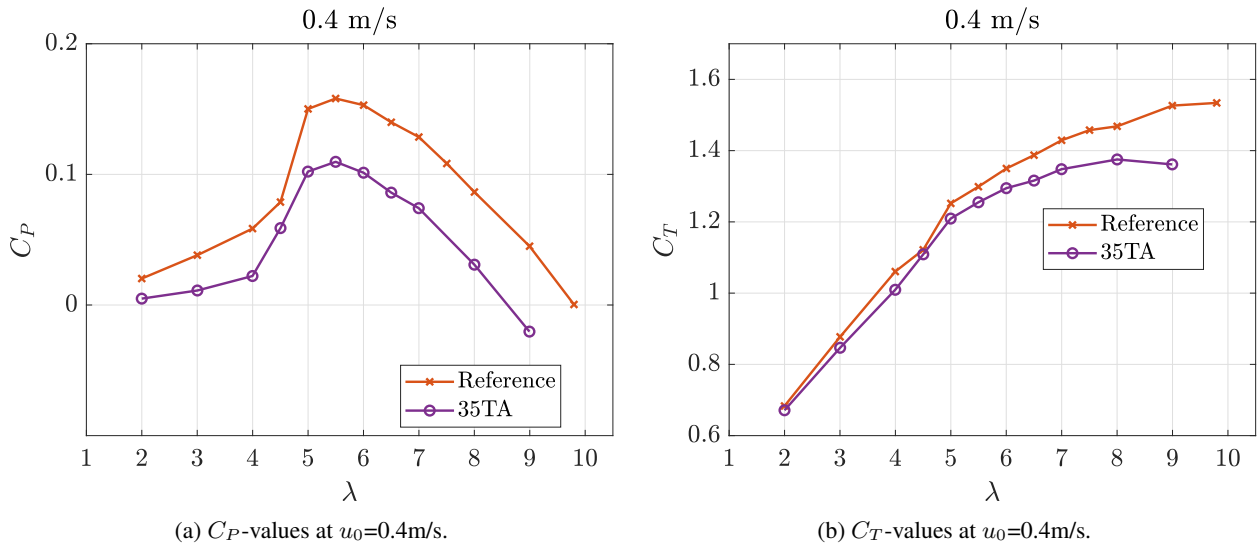 0.4 m/s
0.2
0.1
0
C_P
Reference
35TA
1 2 3 4 5 6 7 8 9 10
λ
(a) C_P-values at u_0=0.4m/s.
0.4 m/s
1.6
1.4
1.2
1
0.8
0.6
C_T
Reference
35TA
1 2 3 4 5 6 7 8 9 10
λ
(b) C_T-values at u_0=0.4m/s.